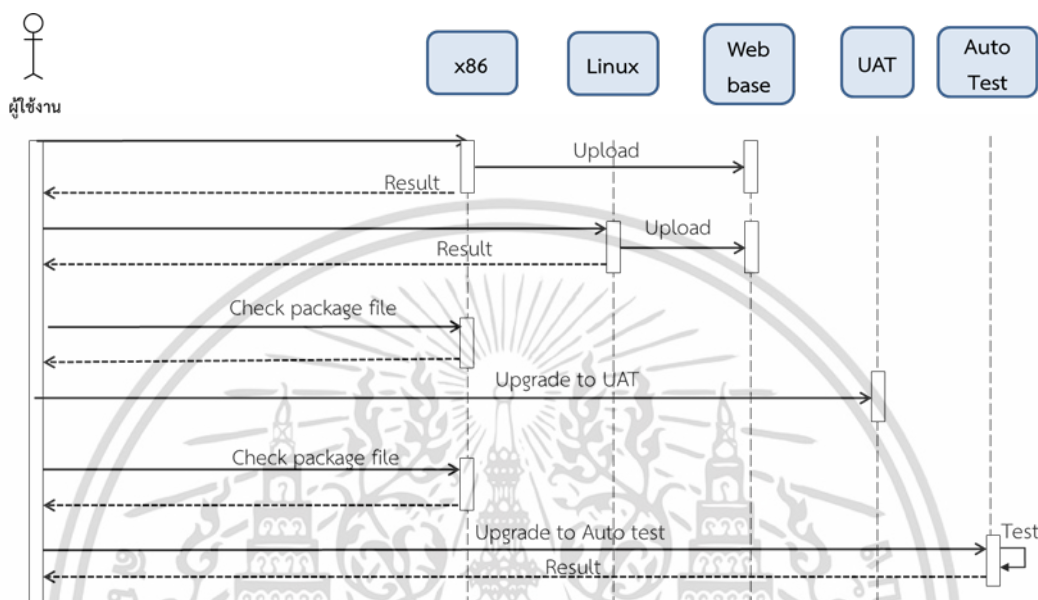 ผู้ใช้งาน
x86
Linux
Web
base
UAT
Auto
Test
Upload
Result
Upload
Result
Check package file
Upgrade to UAT
Check package file
Upgrade to Auto test
Test
Result